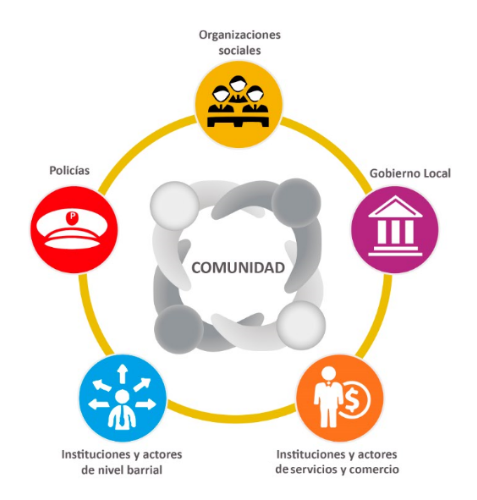 Organizaciones
sociales
Policías
Gobierno Local
P
COMUNIDAD
$
Instituciones y actores
de nivel barrial
Instituciones y actores
de servicios y comercio